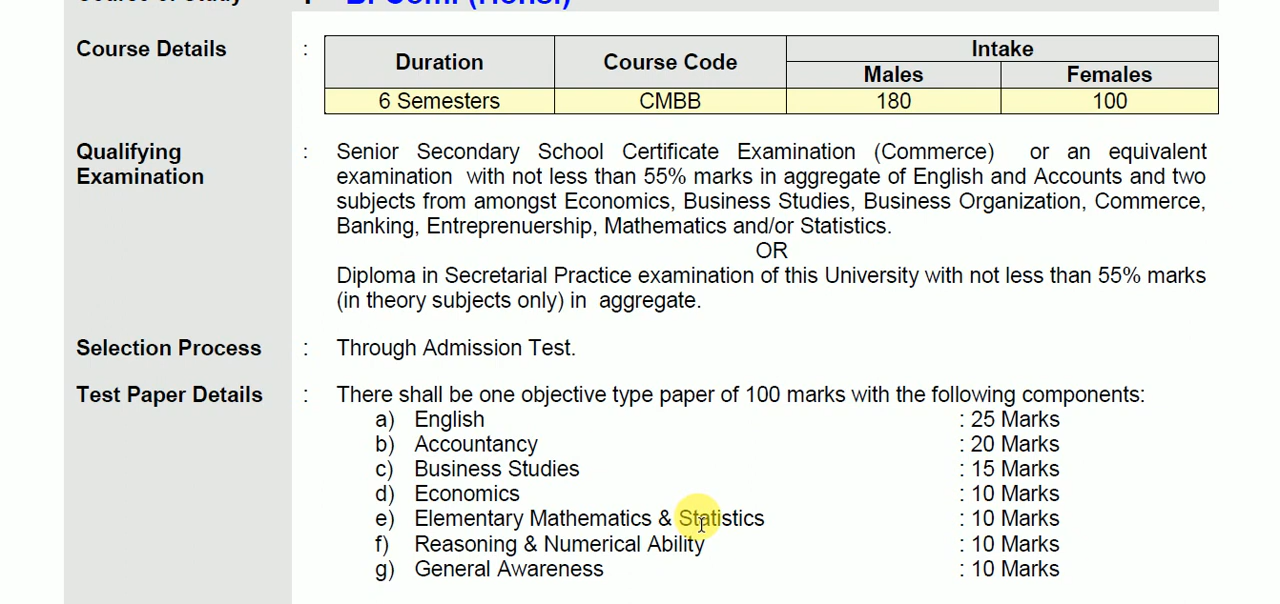 Course of Study : B. Com. (Hons.)
Course Details :
Duration Course Code Intake
Males Females
6 Semesters CMBB 180 100
Qualifying Examination : Senior Secondary School Certificate Examination (Commerce) or an equivalent
examination with not less than 55% marks in aggregate of English and Accounts and two
subjects from amongst Economics, Business Studies, Business Organization, Commerce,
Banking, Entreprenuership, Mathematics and/or Statistics.
OR
Diploma in Secretarial Practice examination of this University with not less than 55% marks
(in theory subjects only) in aggregate.
Selection Process : Through Admission Test.
Test Paper Details : There shall be one objective type paper of 100 marks with the following components:
a) English : 25 Marks
b) Accountancy : 20 Marks
c) Business Studies : 15 Marks
d) Economics : 10 Marks
e) Elementary Mathematics & Statistics : 10 Marks
f) Reasoning & Numerical Ability : 10 Marks
g) General Awareness : 10 Marks